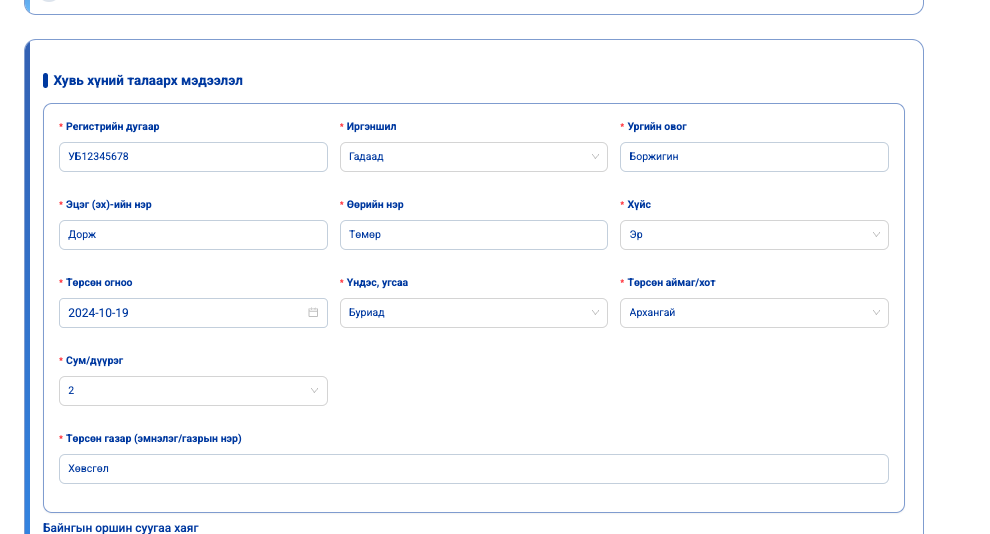 Хувь хүний талаарх мэдээлэл
* Регистрийн дугаар * Иргэншил * Ургийн овог
УБ12345678 Гадаад Боржигин
* Эцэг (эх)-ийн нэр * Өөрийн нэр * Хүйс
Дорж Төмөр Эр
* Төрсөн огноо * Үндэс, угсаа * Төрсөн аймаг/хот
2024-10-19 Буриад Архангай
* Сум/дүүрэг
2
* Төрсөн газар (эмнэлэг/газрын нэр)
Хөвсгөл
Байнгын оршин суугаа хаяг